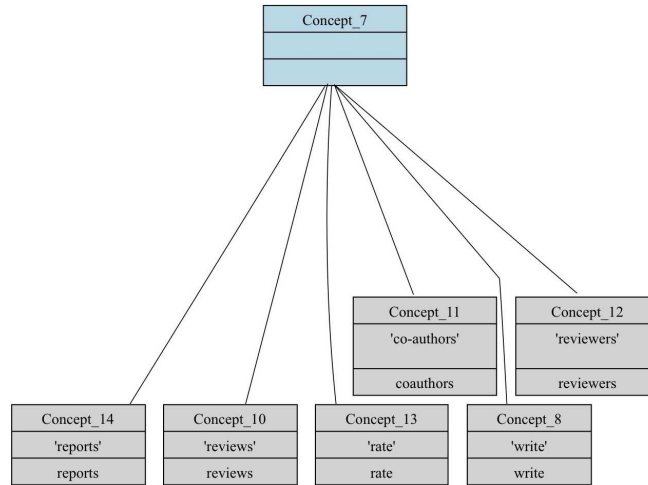 Concept_7
Concept_11
'co-authors'
coauthors
Concept_12
'reviewers'
reviewers
Concept_14
'reports'
reports
Concept_10
'reviews'
reviews
Concept_13
'rate'
rate
Concept_8
'write'
write